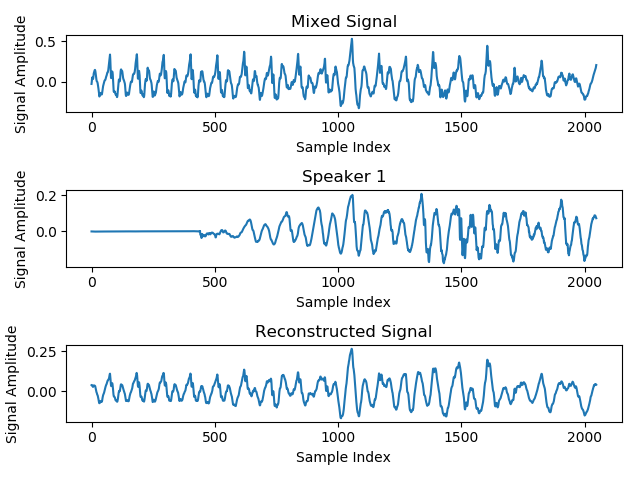 Mixed Signal
Signal Amplitude
0.5
0.0
0 500 1000 1500 2000
Sample Index
Speaker 1
Signal Amplitude
0.2
0.0
0 500 1000 1500 2000
Sample Index
Reconstructed Signal
Signal Amplitude
0.25
0.00
0 500 1000 1500 2000
Sample Index